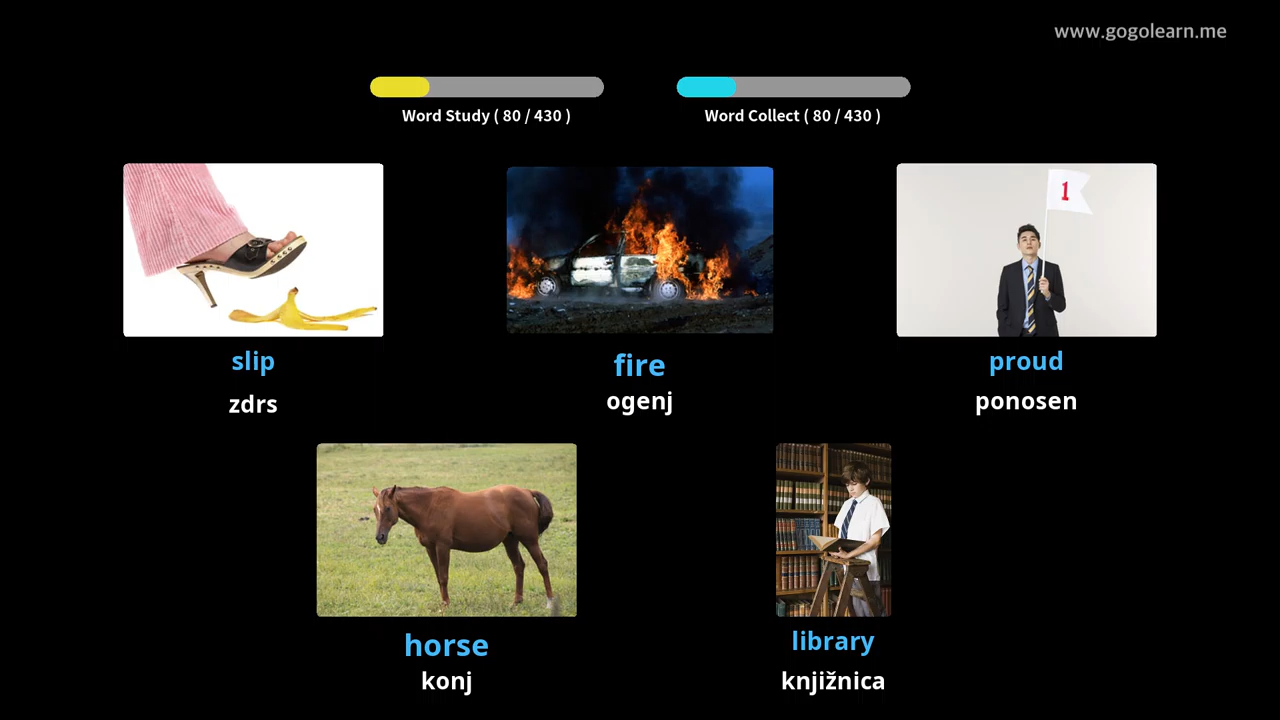 www.gogolearn.me
Word Study ( 80 / 430 )
Word Collect ( 80 / 430 )
1
slip
zdrs
fire
ogenj
proud
ponosen
horse
konj
library
knjižnica